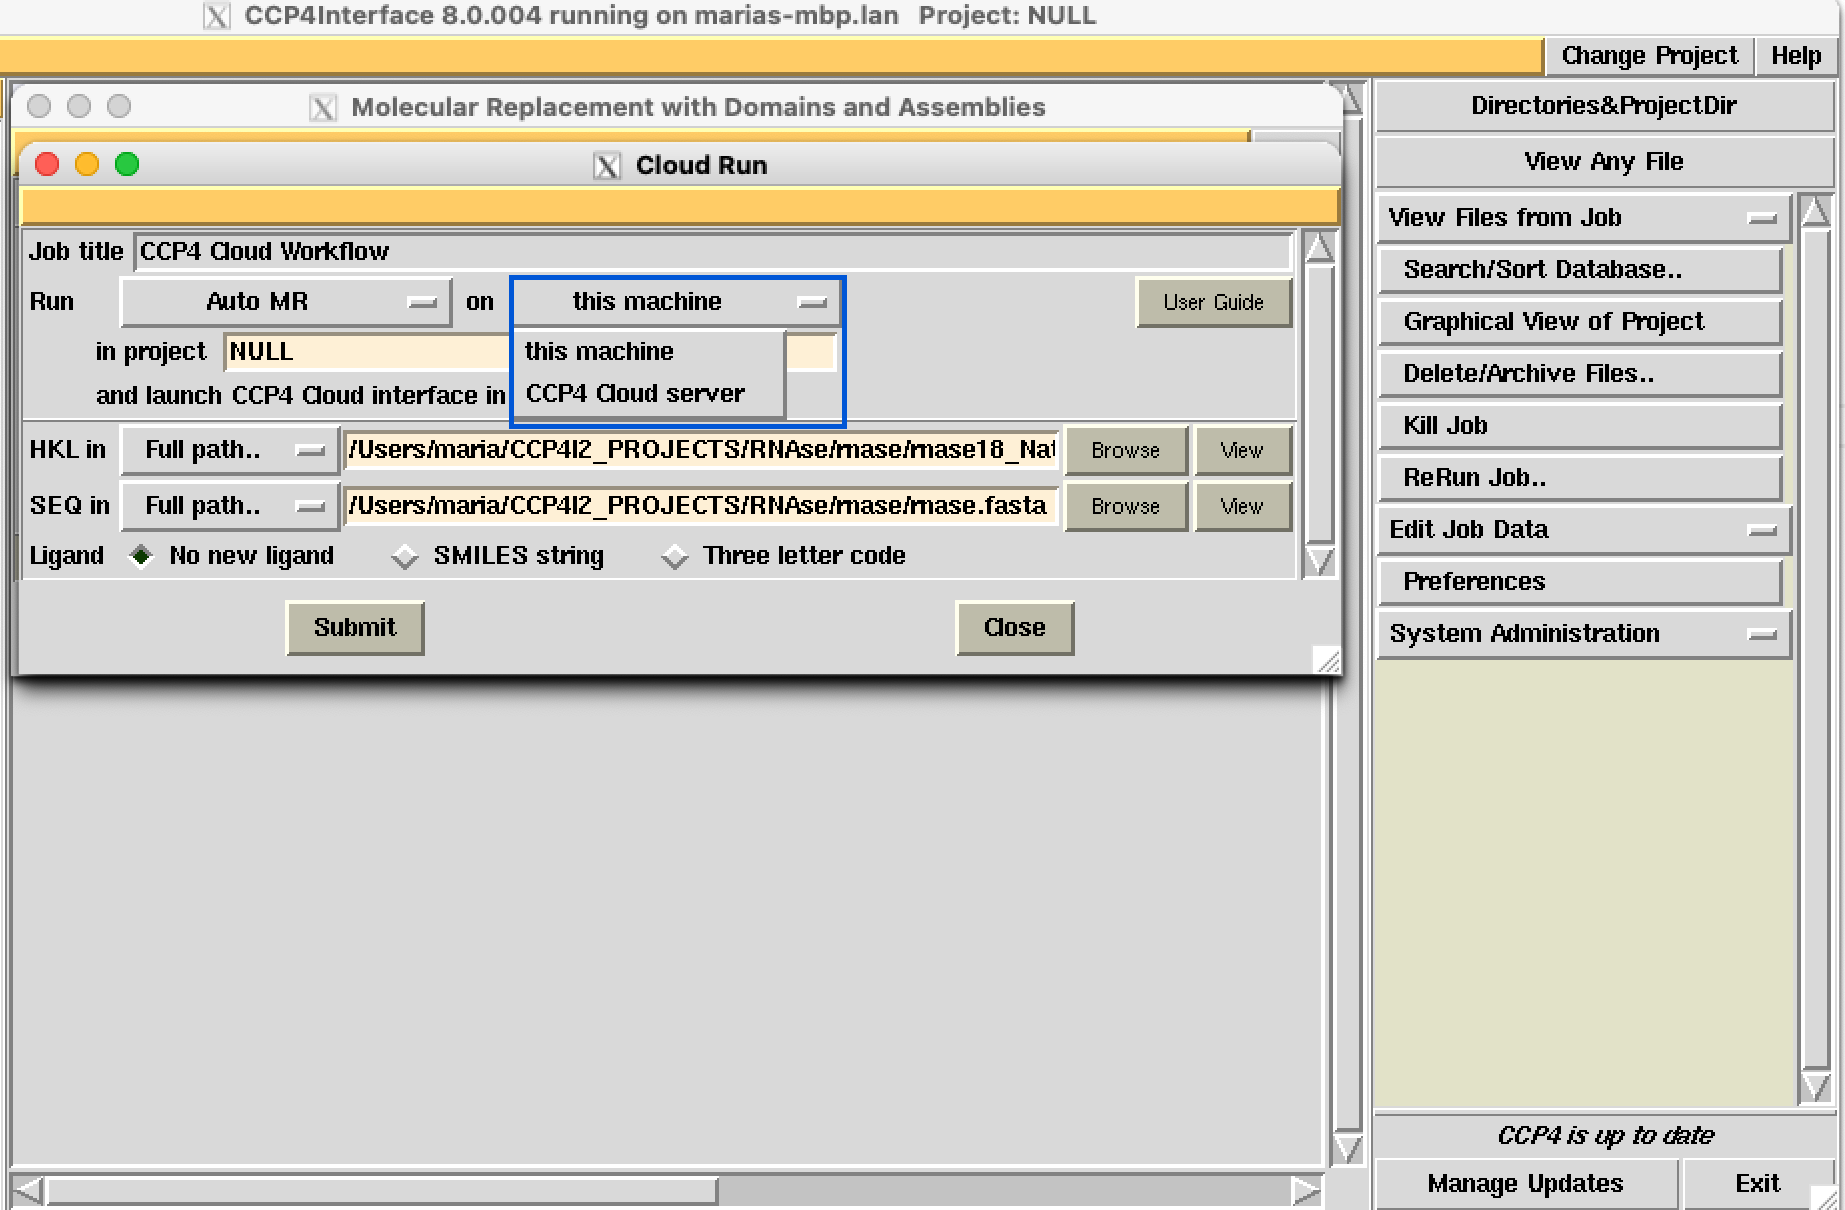 CCP4Interface 8.0.004 running on marias-mbp.lan Project: NULL
Change Project Help
Molecular Replacement with Domains and Assemblies
Cloud Run
Job title CCP4 Cloud Workflow
Run Auto MR on this machine User Guide
in project NULL
this machine
and launch CCP4 Cloud interface in
CCP4 Cloud server
HKL in Full path.. /Users/maria/CCP4I2_PROJECTS/RNAse/rnase/rnase18_Nat Browse View
SEQ in Full path.. /Users/maria/CCP4I2_PROJECTS/RNAse/rnase/rnase.fasta Browse View
Ligand No new ligand SMILES string Three letter code
Submit Close
Directories&ProjectDir
View Any File
View Files from Job
Search/Sort Database..
Graphical View of Project
Delete/Archive Files..
Kill Job
ReRun Job..
Edit Job Data
Preferences
System Administration
CCP4 is up to date
Manage Updates Exit